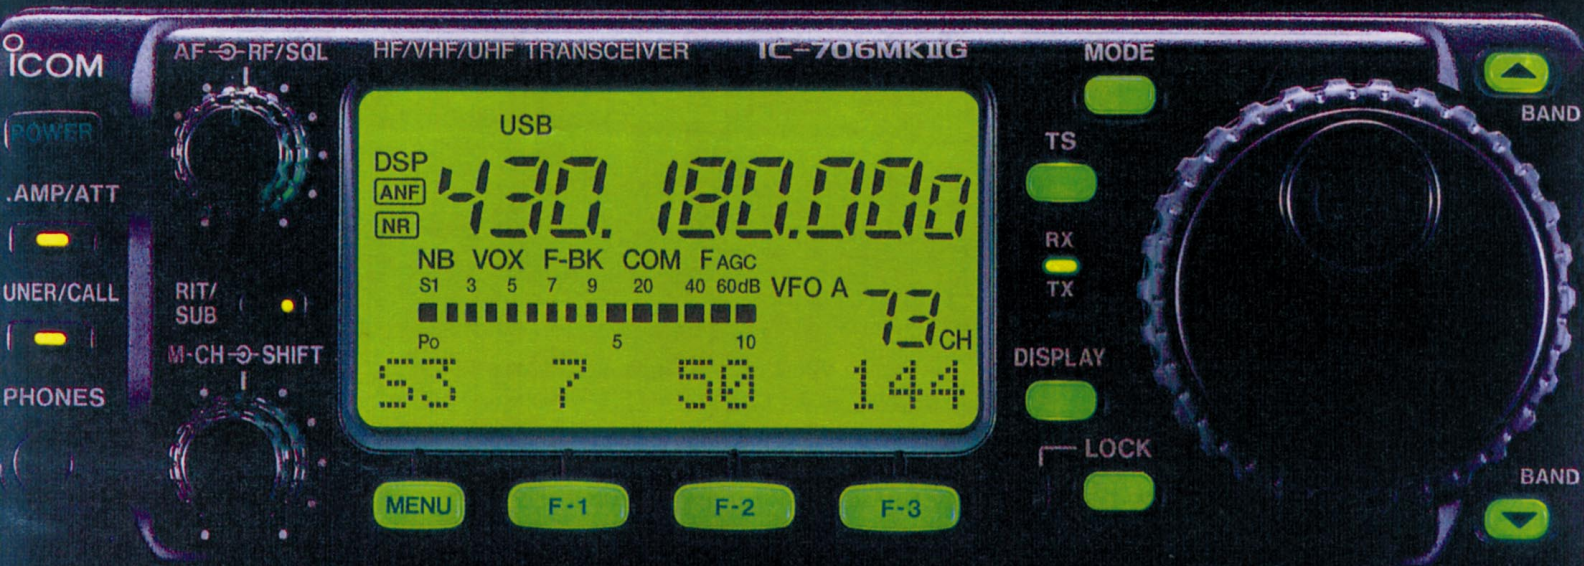 ICOM
AF RF/SQL
HF/VHF/UHF TRANSCEIVER
IC-706MKIIG
MODE
BAND
POWER
.AMP/ATT
UNER/CALL
PHONES
RIT/
SUB
M-CH SHIFT
USB
DSP
ANF
NR
430.180.000
NB VOX F-BK COM FAGC
S1 3 5 7 9 20 40 60dB
VFO A
73 CH
Po 5 10
S3 7 50 144
MENU
F-1
F-2
F-3
TS
RX
TX
DISPLAY
LOCK
BAND